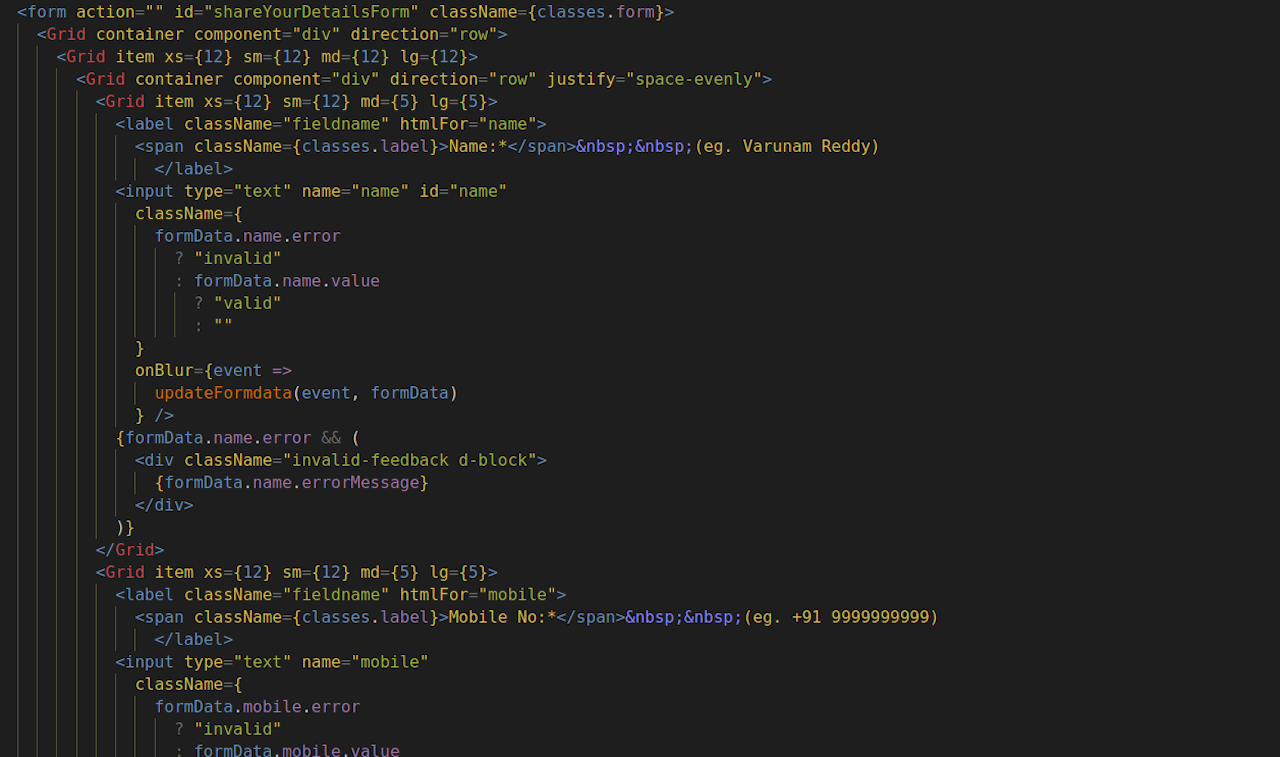 <form action="" id="shareYourDetailsForm" className={classes.form}>
<Grid container component="div" direction="row">
<Grid item xs={12} sm={12} md={12} lg={12}>
<Grid container component="div" direction="row" justify="space-evenly">
<Grid item xs={12} sm={12} md={5} lg={5}>
<label className="fieldname" htmlFor="name">
<span className={classes.label}>Name:*</span>&nbsp;&nbsp;(eg. Varunam Reddy)
</label>
<input type="text" name="name" id="name"
className={
formData.name.error
? "invalid"
: formData.name.value
? "valid"
: ""
}
onBlur={event =>
updateFormdata(event, formData)
} />
{formData.name.error && (
<div className="invalid-feedback d-block">
{formData.name.errorMessage}
</div>
)}
</Grid>
<Grid item xs={12} sm={12} md={5} lg={5}>
<label className="fieldname" htmlFor="mobile">
<span className={classes.label}>Mobile No:*</span>&nbsp;&nbsp;(eg. +91 9999999999)
</label>
<input type="text" name="mobile"
className={
formData.mobile.error
? "invalid"
: formData.mobile.value